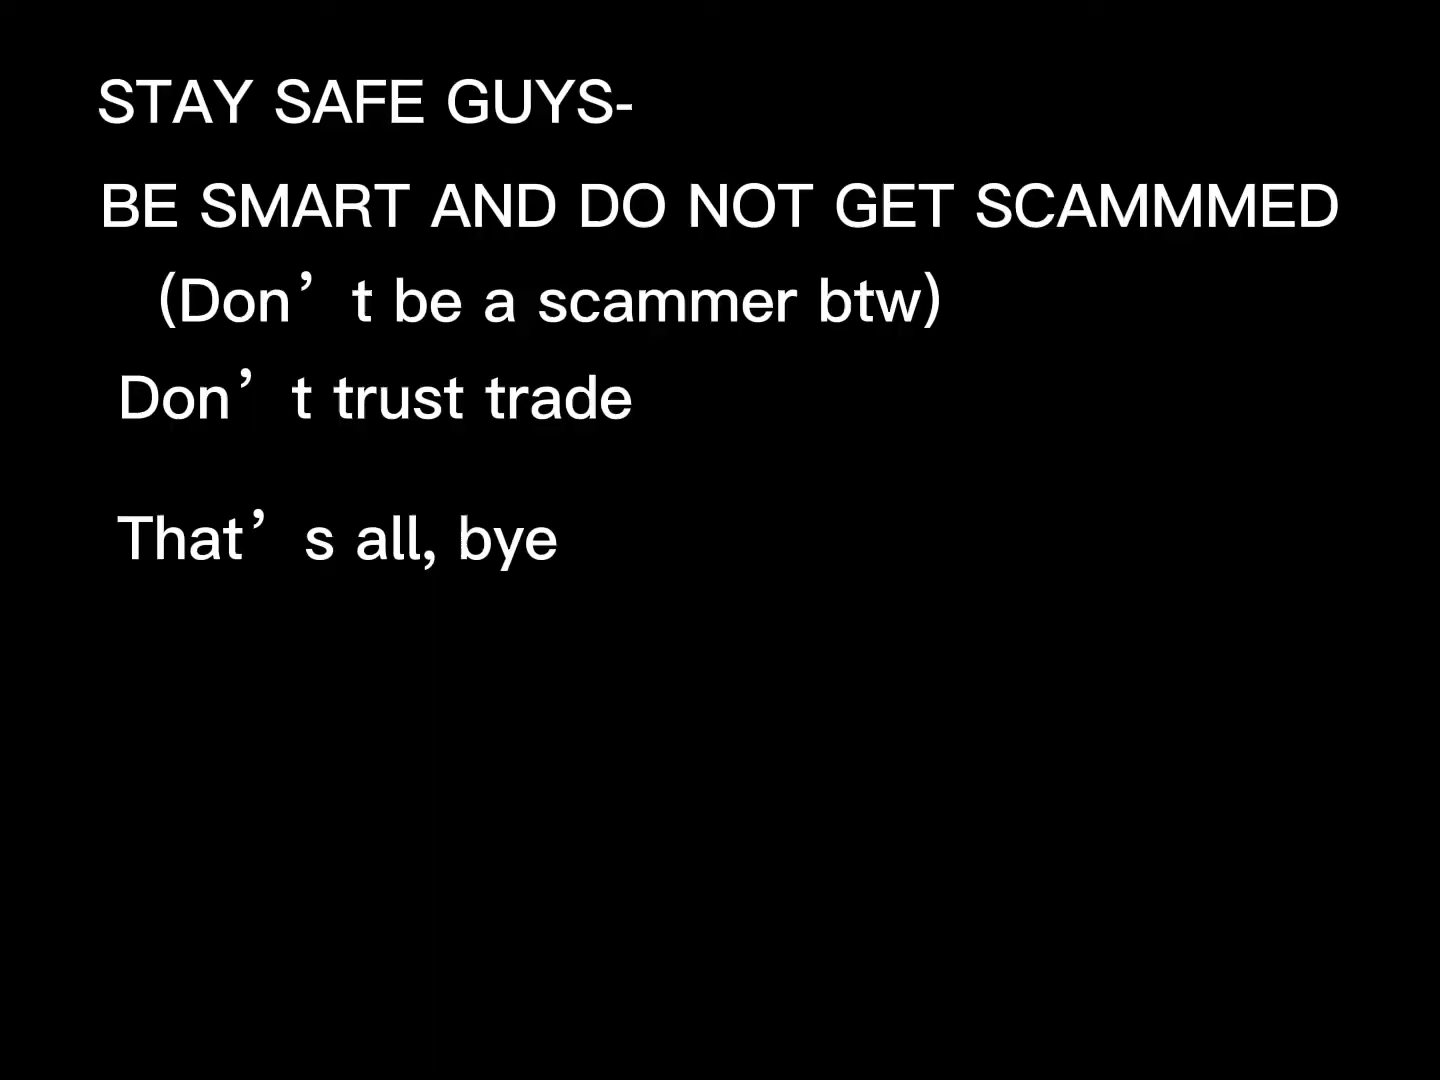 STAY SAFE GUYS-
BE SMART AND DO NOT GET SCAMMMED
(Don’t be a scammer btw)
Don’t trust trade
That’s all, bye